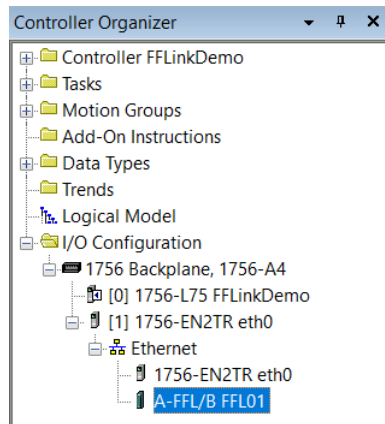 Controller Organizer
Controller FFLinkDemo
Tasks
Motion Groups
Add-On Instructions
Data Types
Trends
Logical Model
I/O Configuration
1756 Backplane, 1756-A4
[0] 1756-L75 FFLinkDemo
[1] 1756-EN2TR eth0
Ethernet
1756-EN2TR eth0
A-FFL/B FFL01